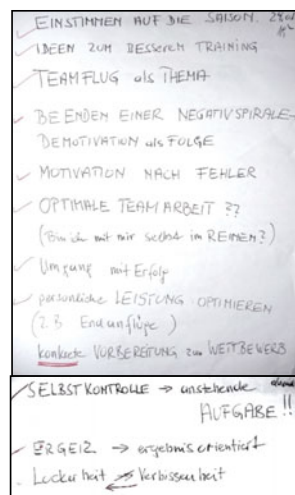 EINSTIMMEN AUF DIE SAISON.
IDEEN ZUM BESSEREM TRAINING
TEAMFLUG als THEMA
BEENDEN EINER NEGATIVSPIRALE-
DEMOTIVATION als FOLGE
MOTIVATION NACH FEHLER
OPTIMALE TEAMARBEIT ??
(Bin ich mit mir selbst im REINEN?)
Umgang mit Erfolg
persönliche LEISTUNG OPTIMIEREN
(z.B Endanflüge)
konkrete VORBEREITUNG zum WETTBEWERB
SELBSTKONTROLLE → anstehende
AUFGABE!!
ERGEIZ → ergebnisorientiert
Lockerheit Verbissenheit